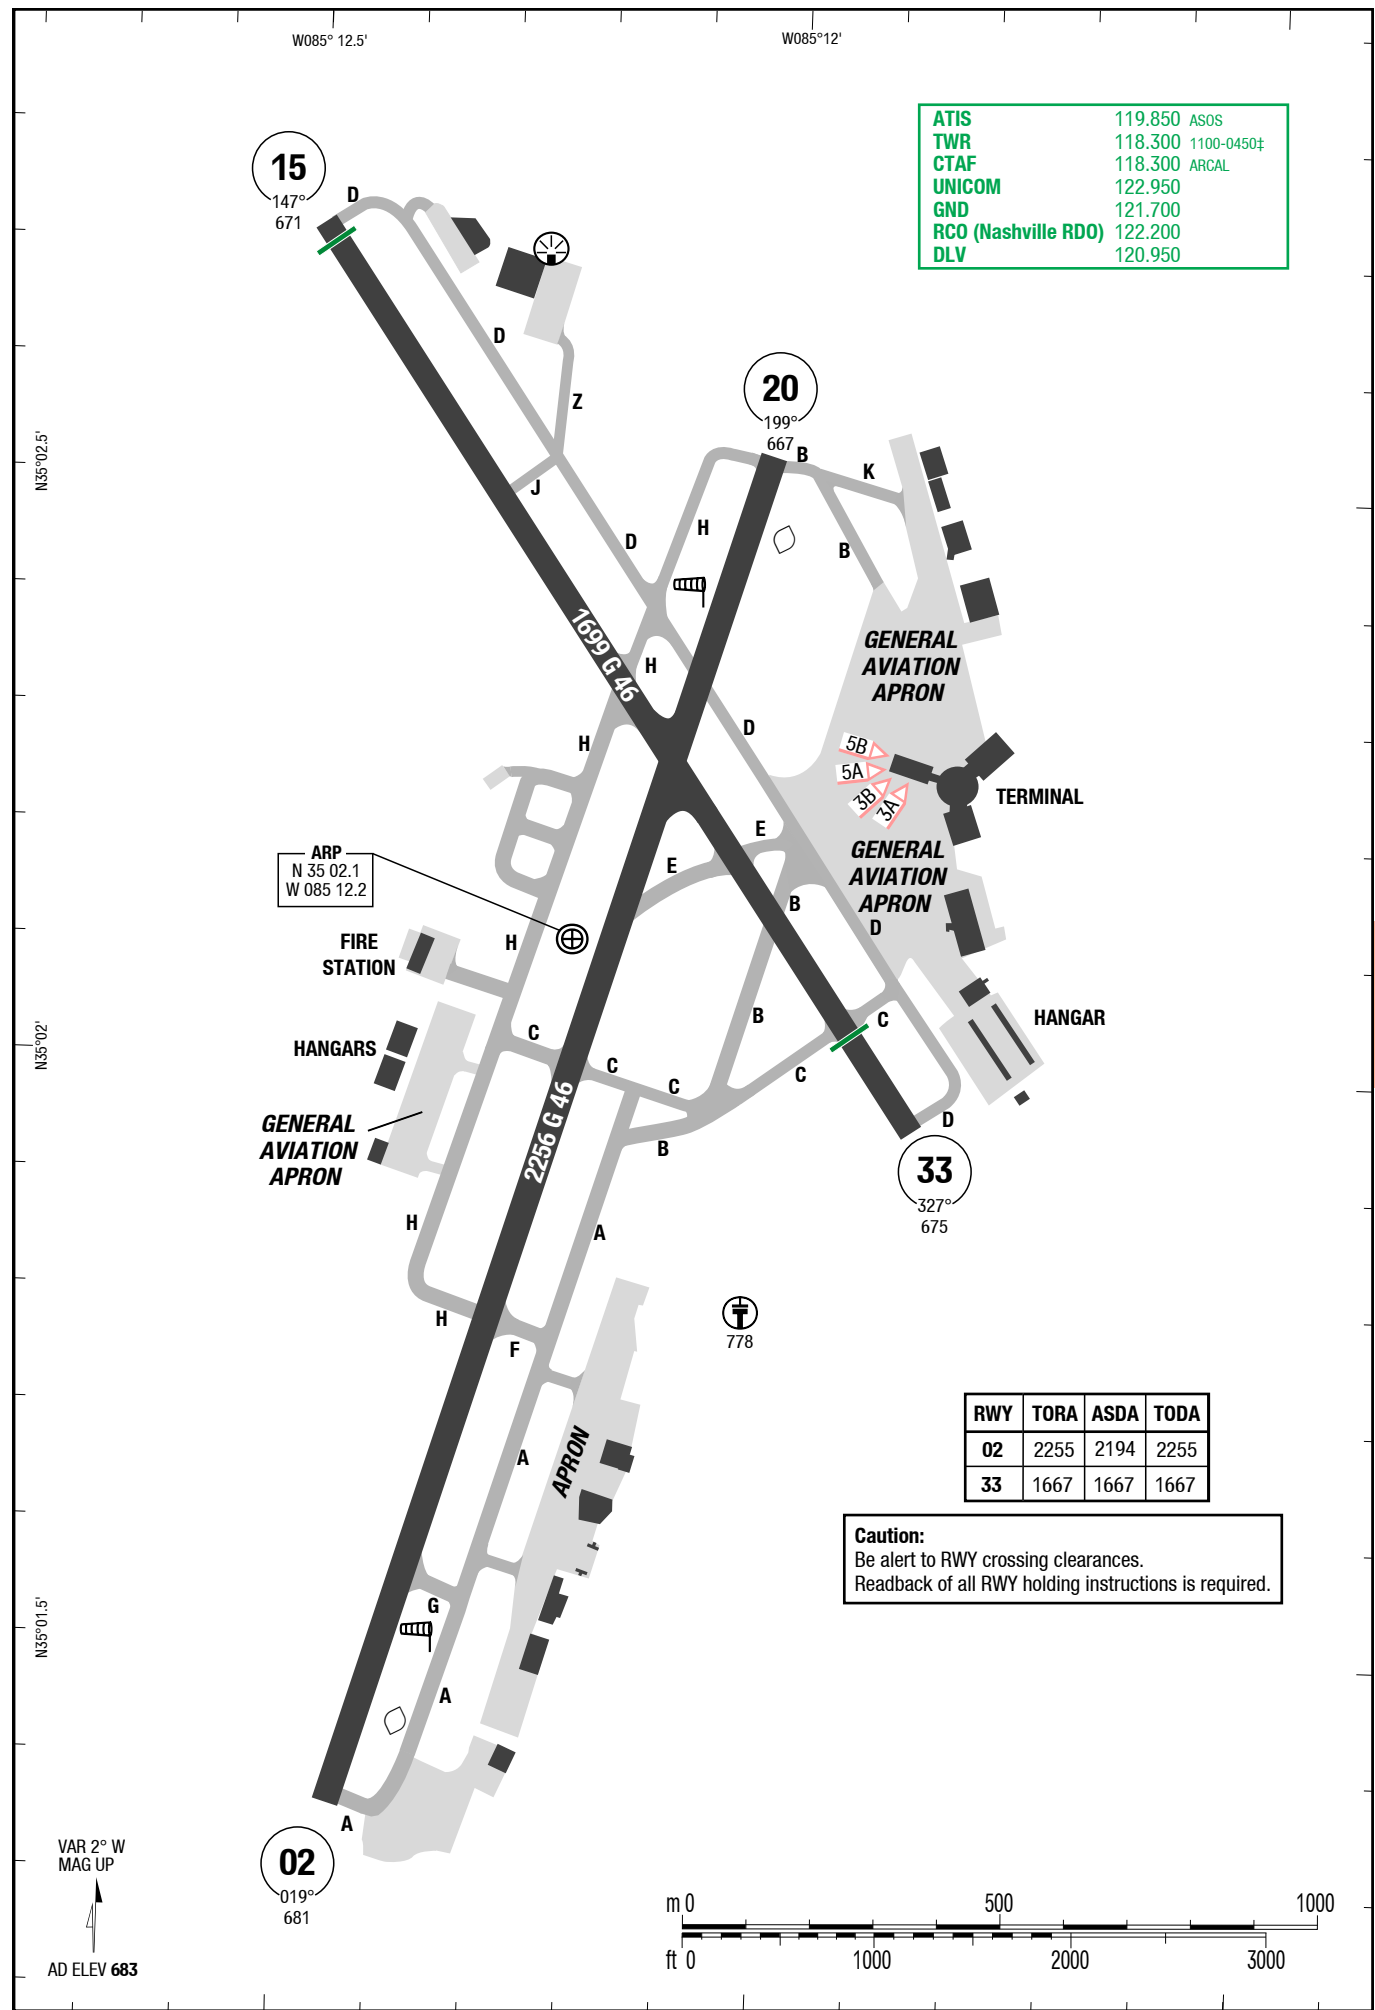 W085° 12.5'
W085°12'
ATIS 119.850 ASOS
TWR 118.300 1100-0450‡
CTAF 118.300 ARCAL
UNICOM 122.950
GND 121.700
RCO (Nashville RDO) 122.200
DLV 120.950
15
147°
671
D
D
Z
20
199°
667
B
K
N35°02.5'
J
H
D
B
1699 G 46
GENERAL
AVIATION
APRON
H
H
D
5B
5A
3B
3A
TERMINAL
E
E
GENERAL
AVIATION
APRON
ARP
N 35 02.1
W 085 12.2
B
D
H
FIRE
STATION
B
C
HANGAR
N35°02'
HANGARS
C
C
C
C
2256 G 46
GENERAL
AVIATION
APRON
D
B
33
327°
675
H
A
H
F
778
RWY TORA ASDA TODA
02 2255 2194 2255
33 1667 1667 1667
A
APRON
Caution:
Be alert to RWY crossing clearances.
Readback of all RWY holding instructions is required.
N35°01.5'
G
A
A
02
019°
681
VAR 2° W
MAG UP
AD ELEV 683
m 0 500 1000
ft 0 1000 2000 3000